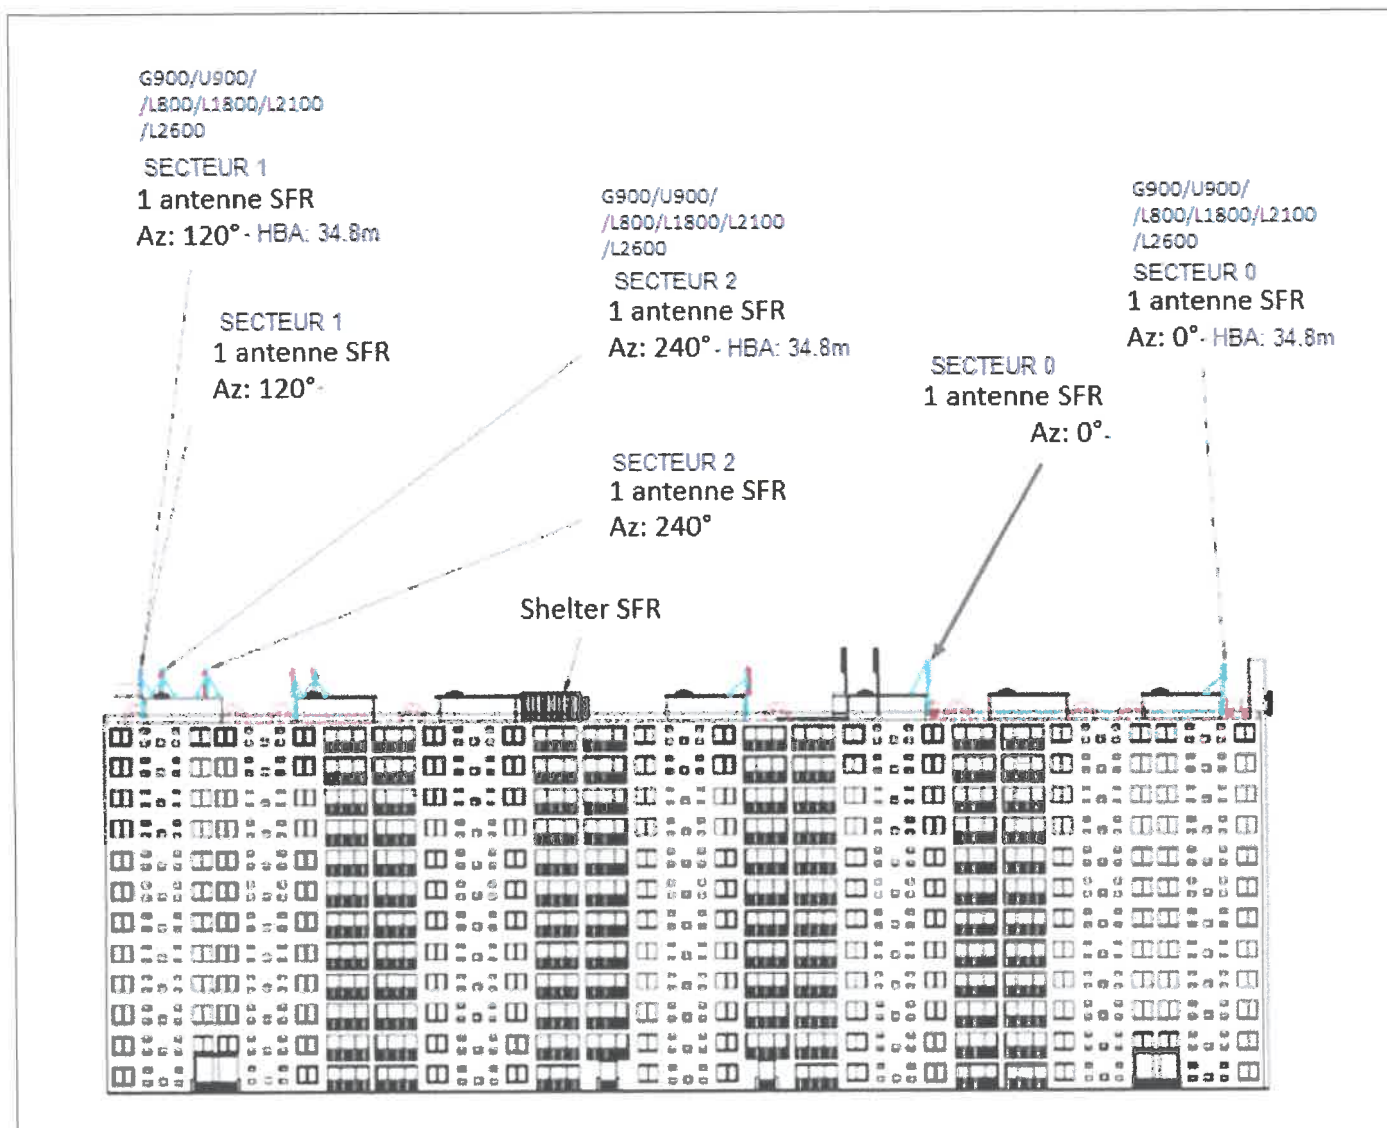 G900/U900/
/L800/L1800/L2100
/L2600
SECTEUR 1
1 antenne SFR
Az: 120°- HBA: 34.8m
SECTEUR 1
1 antenne SFR
Az: 120°-
G900/U900/
/L800/L1800/L2100
/L2600
SECTEUR 2
1 antenne SFR
Az: 240°- HBA: 34.8m
SECTEUR 2
1 antenne SFR
Az: 240°
Shelter SFR
SECTEUR 0
1 antenne SFR
Az: 0°-
G900/U900/
/L800/L1800/L2100
/L2600
SECTEUR 0
1 antenne SFR
Az: 0°- HBA: 34.8m